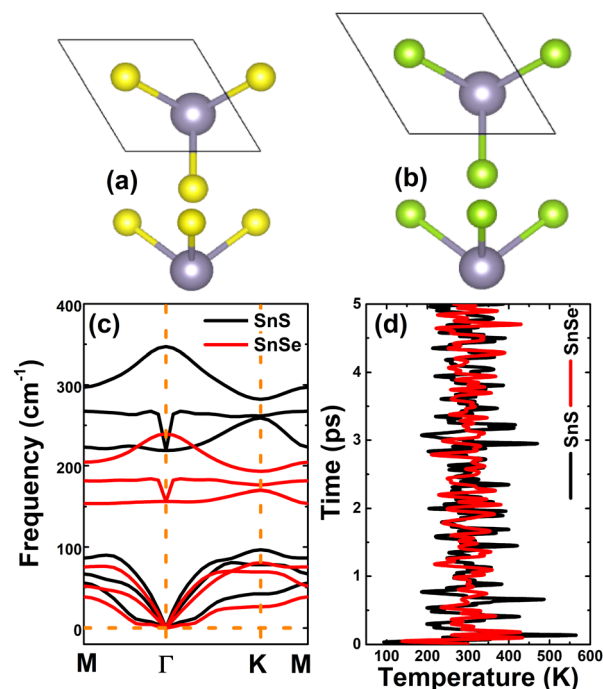 (a)
(b)
(c)
SnS
SnSe
Frequency (cm-1)
400
300
200
100
0
M
Γ
K
M
(d)
SnSe
SnS
Time (ps)
5
4
3
2
1
0
100 200 300 400 500 600
Temperature (K)